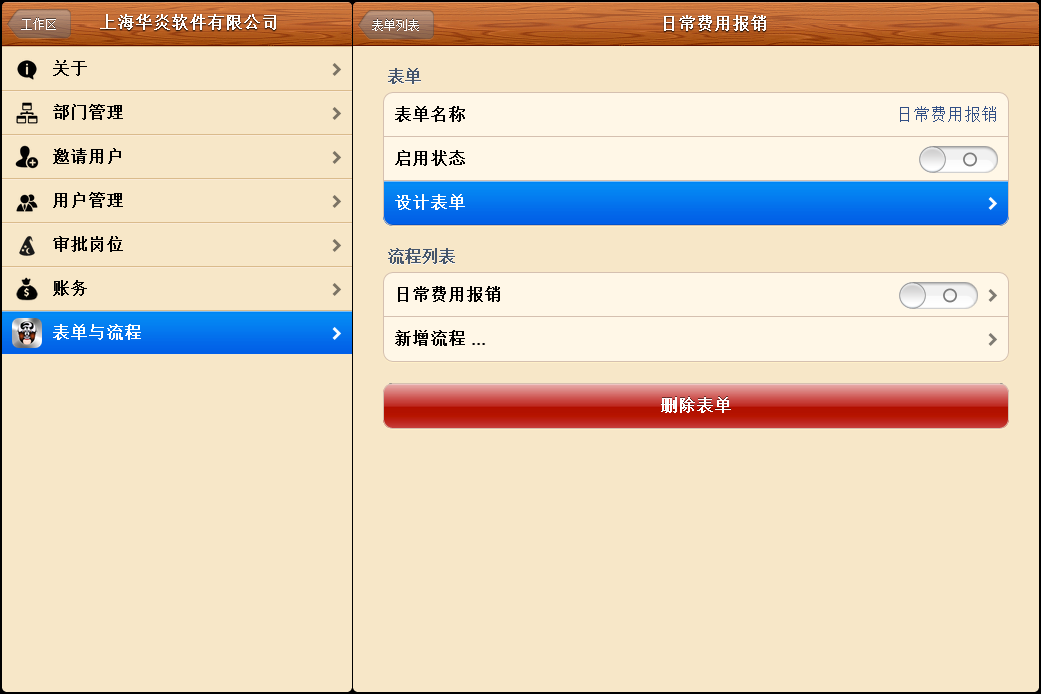 工作区
上海华炎软件有限公司
关于
部门管理
邀请用户
用户管理
审批岗位
账务
表单与流程
表单列表
日常费用报销
表单
表单名称 日常费用报销
启用状态
设计表单
流程列表
日常费用报销
新增流程 ...
删除表单